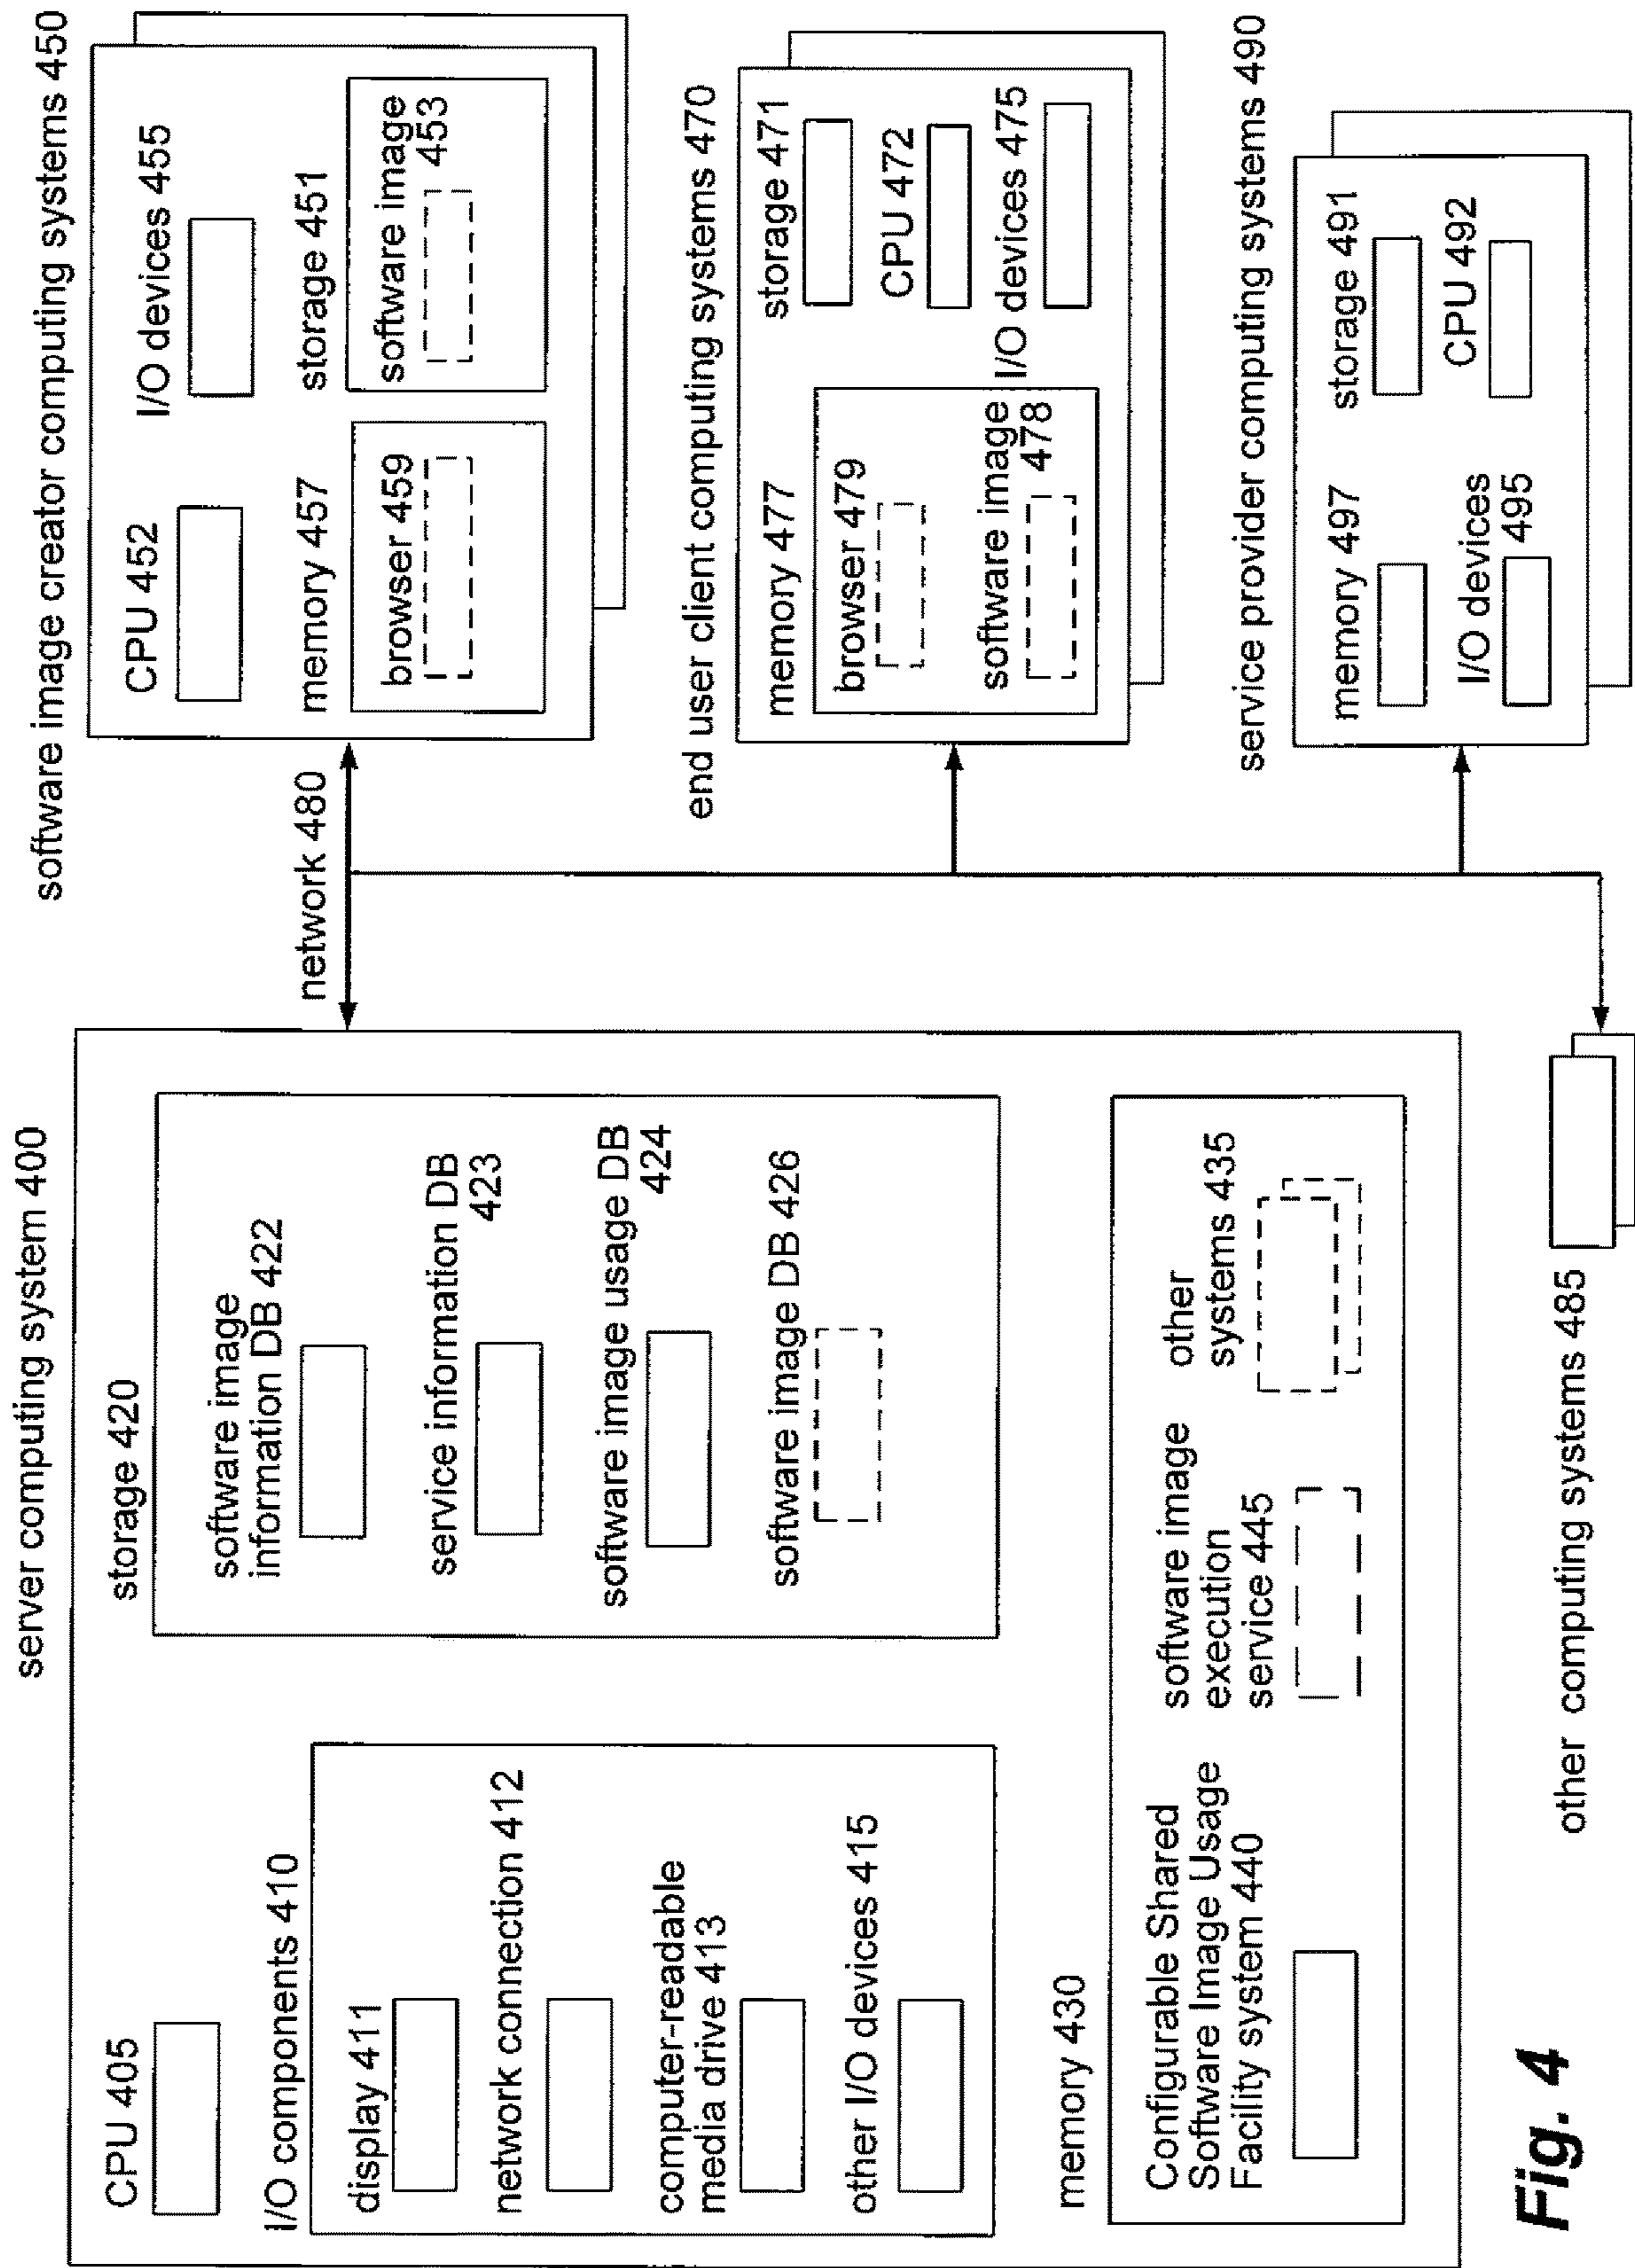 server computing system 400
CPU 405
I/O components 410
display 411
network connection 412
computer-readable
media drive 413
other I/O devices 415
storage 420
software image
information DB 422
service information DB
423
software image usage DB
424
software image DB 426
memory 430
Configurable Shared
Software Image Usage
Facility system 440
software image
execution
service 445
other
systems 435
network 480
software image creator computing systems 450
CPU 452
I/O devices 455
memory 457
browser 459
storage 451
software image
453
end user client computing systems 470
memory 477
browser 479
software image
478
storage 471
CPU 472
I/O devices 475
service provider computing systems 490
memory 497
storage 491
I/O devices
495
CPU 492
other computing systems 485
Fig. 4